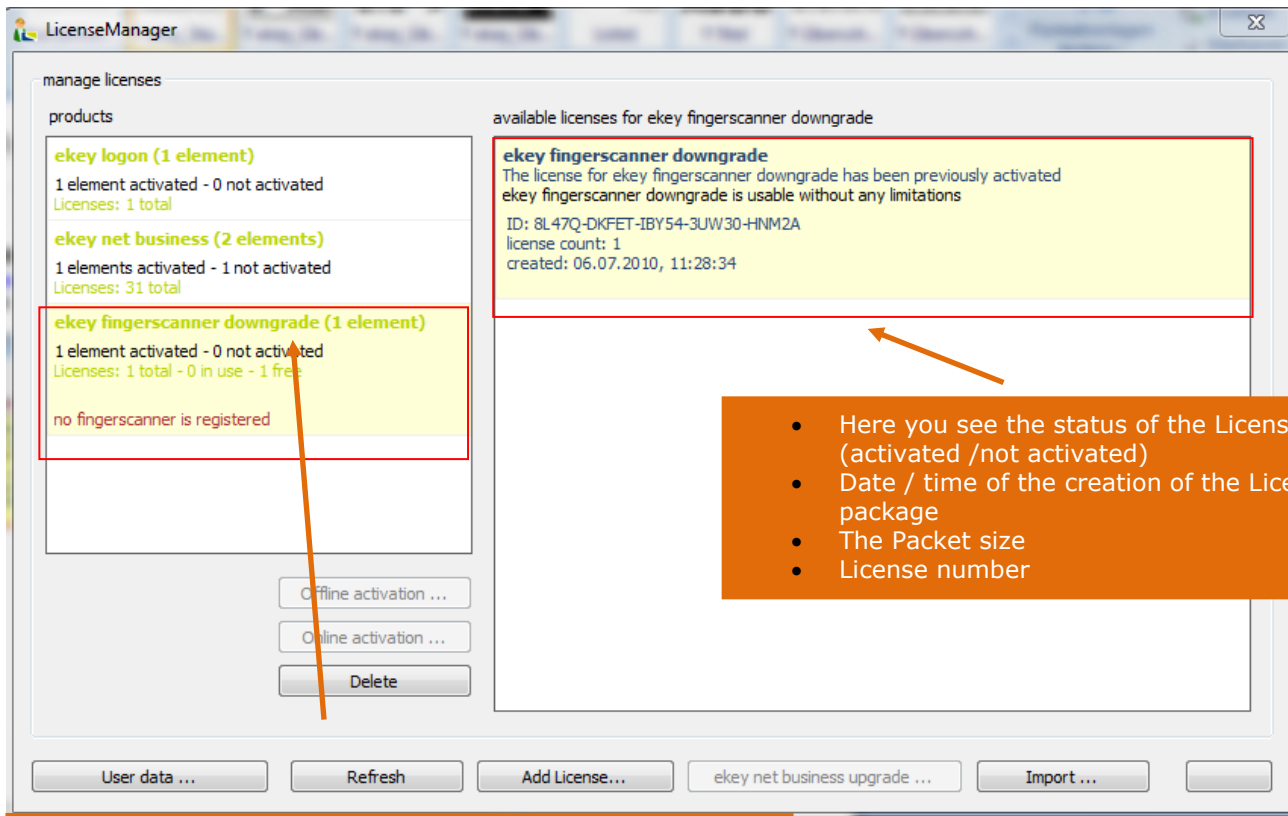 LicenseManager
manage licenses
products
ekey logon (1 element)
1 element activated - 0 not activated
Licenses: 1 total
ekey net business (2 elements)
1 elements activated - 1 not activated
Licenses: 31 total
ekey fingerscanner downgrade (1 element)
1 element activated - 0 not activated
Licenses: 1 total - 0 in use - 1 free
no fingerscanner is registered
Offline activation ...
Online activation ...
Delete
available licenses for ekey fingerscanner downgrade
ekey fingerscanner downgrade
The license for ekey fingerscanner downgrade has been previously activated
ekey fingerscanner downgrade is usable without any limitations
ID: 8L47Q-DKFET-IBY54-3UW30-HNM2A
license count: 1
created: 06.07.2010, 11:28:34
• Here you see the status of the Licens
(activated /not activated)
• Date / time of the creation of the Lice
package
• The Packet size
• License number
User data ...
Refresh
Add License...
ekey net business upgrade ...
Import ...